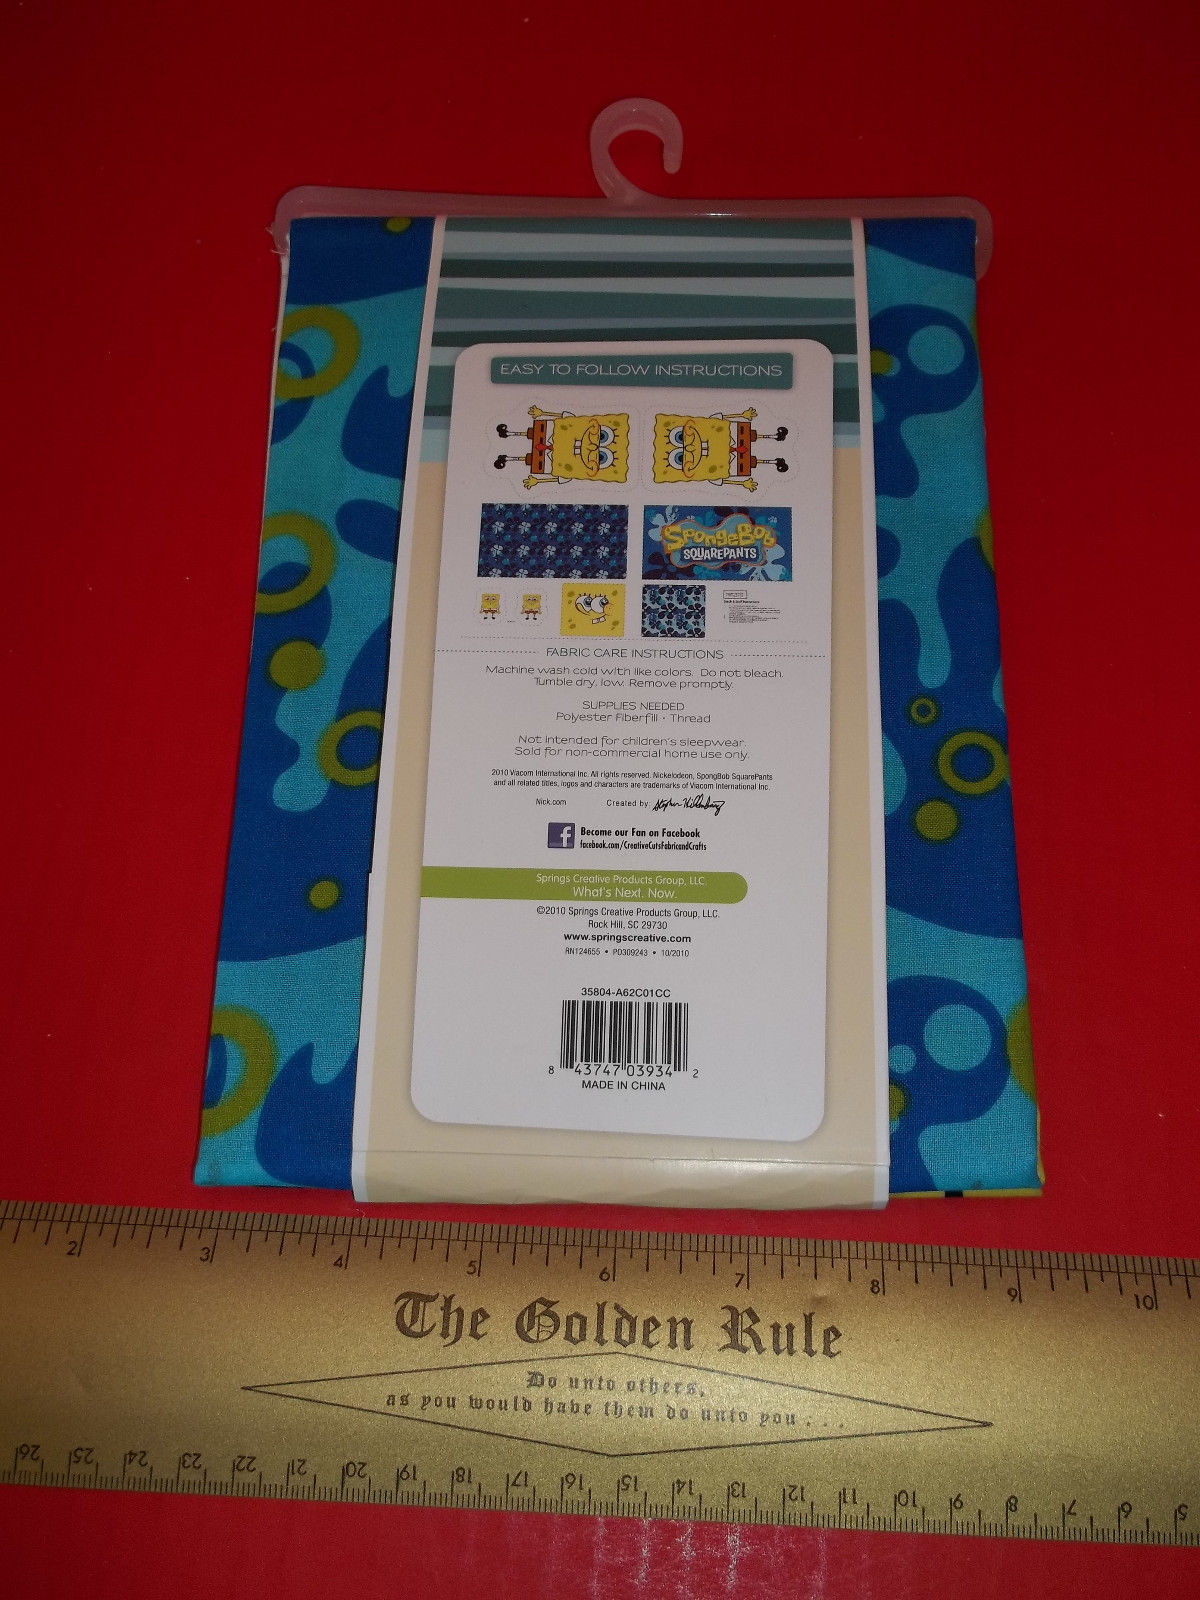 EASY TO FOLLOW INSTRUCTIONS
SPONGEBOB
SQUAREPANTS
FABRIC CARE INSTRUCTIONS
Machine wash cold with like colors. Do not bleach.
Tumble dry, low. Remove promptly.
SUPPLIES NEEDED
Polyester Fiberfill • Thread
Not intended for children's sleepwear.
Sold for non-commercial home use only.
2010 Viacom International Inc. All rights reserved. Nickelodeon, SpongeBob SquarePants
and all related titles, logos and characters are trademarks of Viacom International Inc.
Nick.com Created by: Stephen Hillenburg
f Become our Fan on Facebook
facebook.com/CreativeCutsFabricandCrafts
Springs Creative Products Group, LLC.
What's Next. Now.
©2010 Springs Creative Products Group, LLC.
Rock Hill, SC 29730
www.springscreative.com
RN124655 • PD309243 • 10/2010
35804-A62C01CC
8 43747 03934 2
MADE IN CHINA
2 3 4 5 6 7 8 9 10
The Golden Rule
Do unto others,
as you would have them do unto you . . .
26 25 24 23 22 21 20 19 18 17 16 15 14 13 12 11 10 9 8 7 6 5